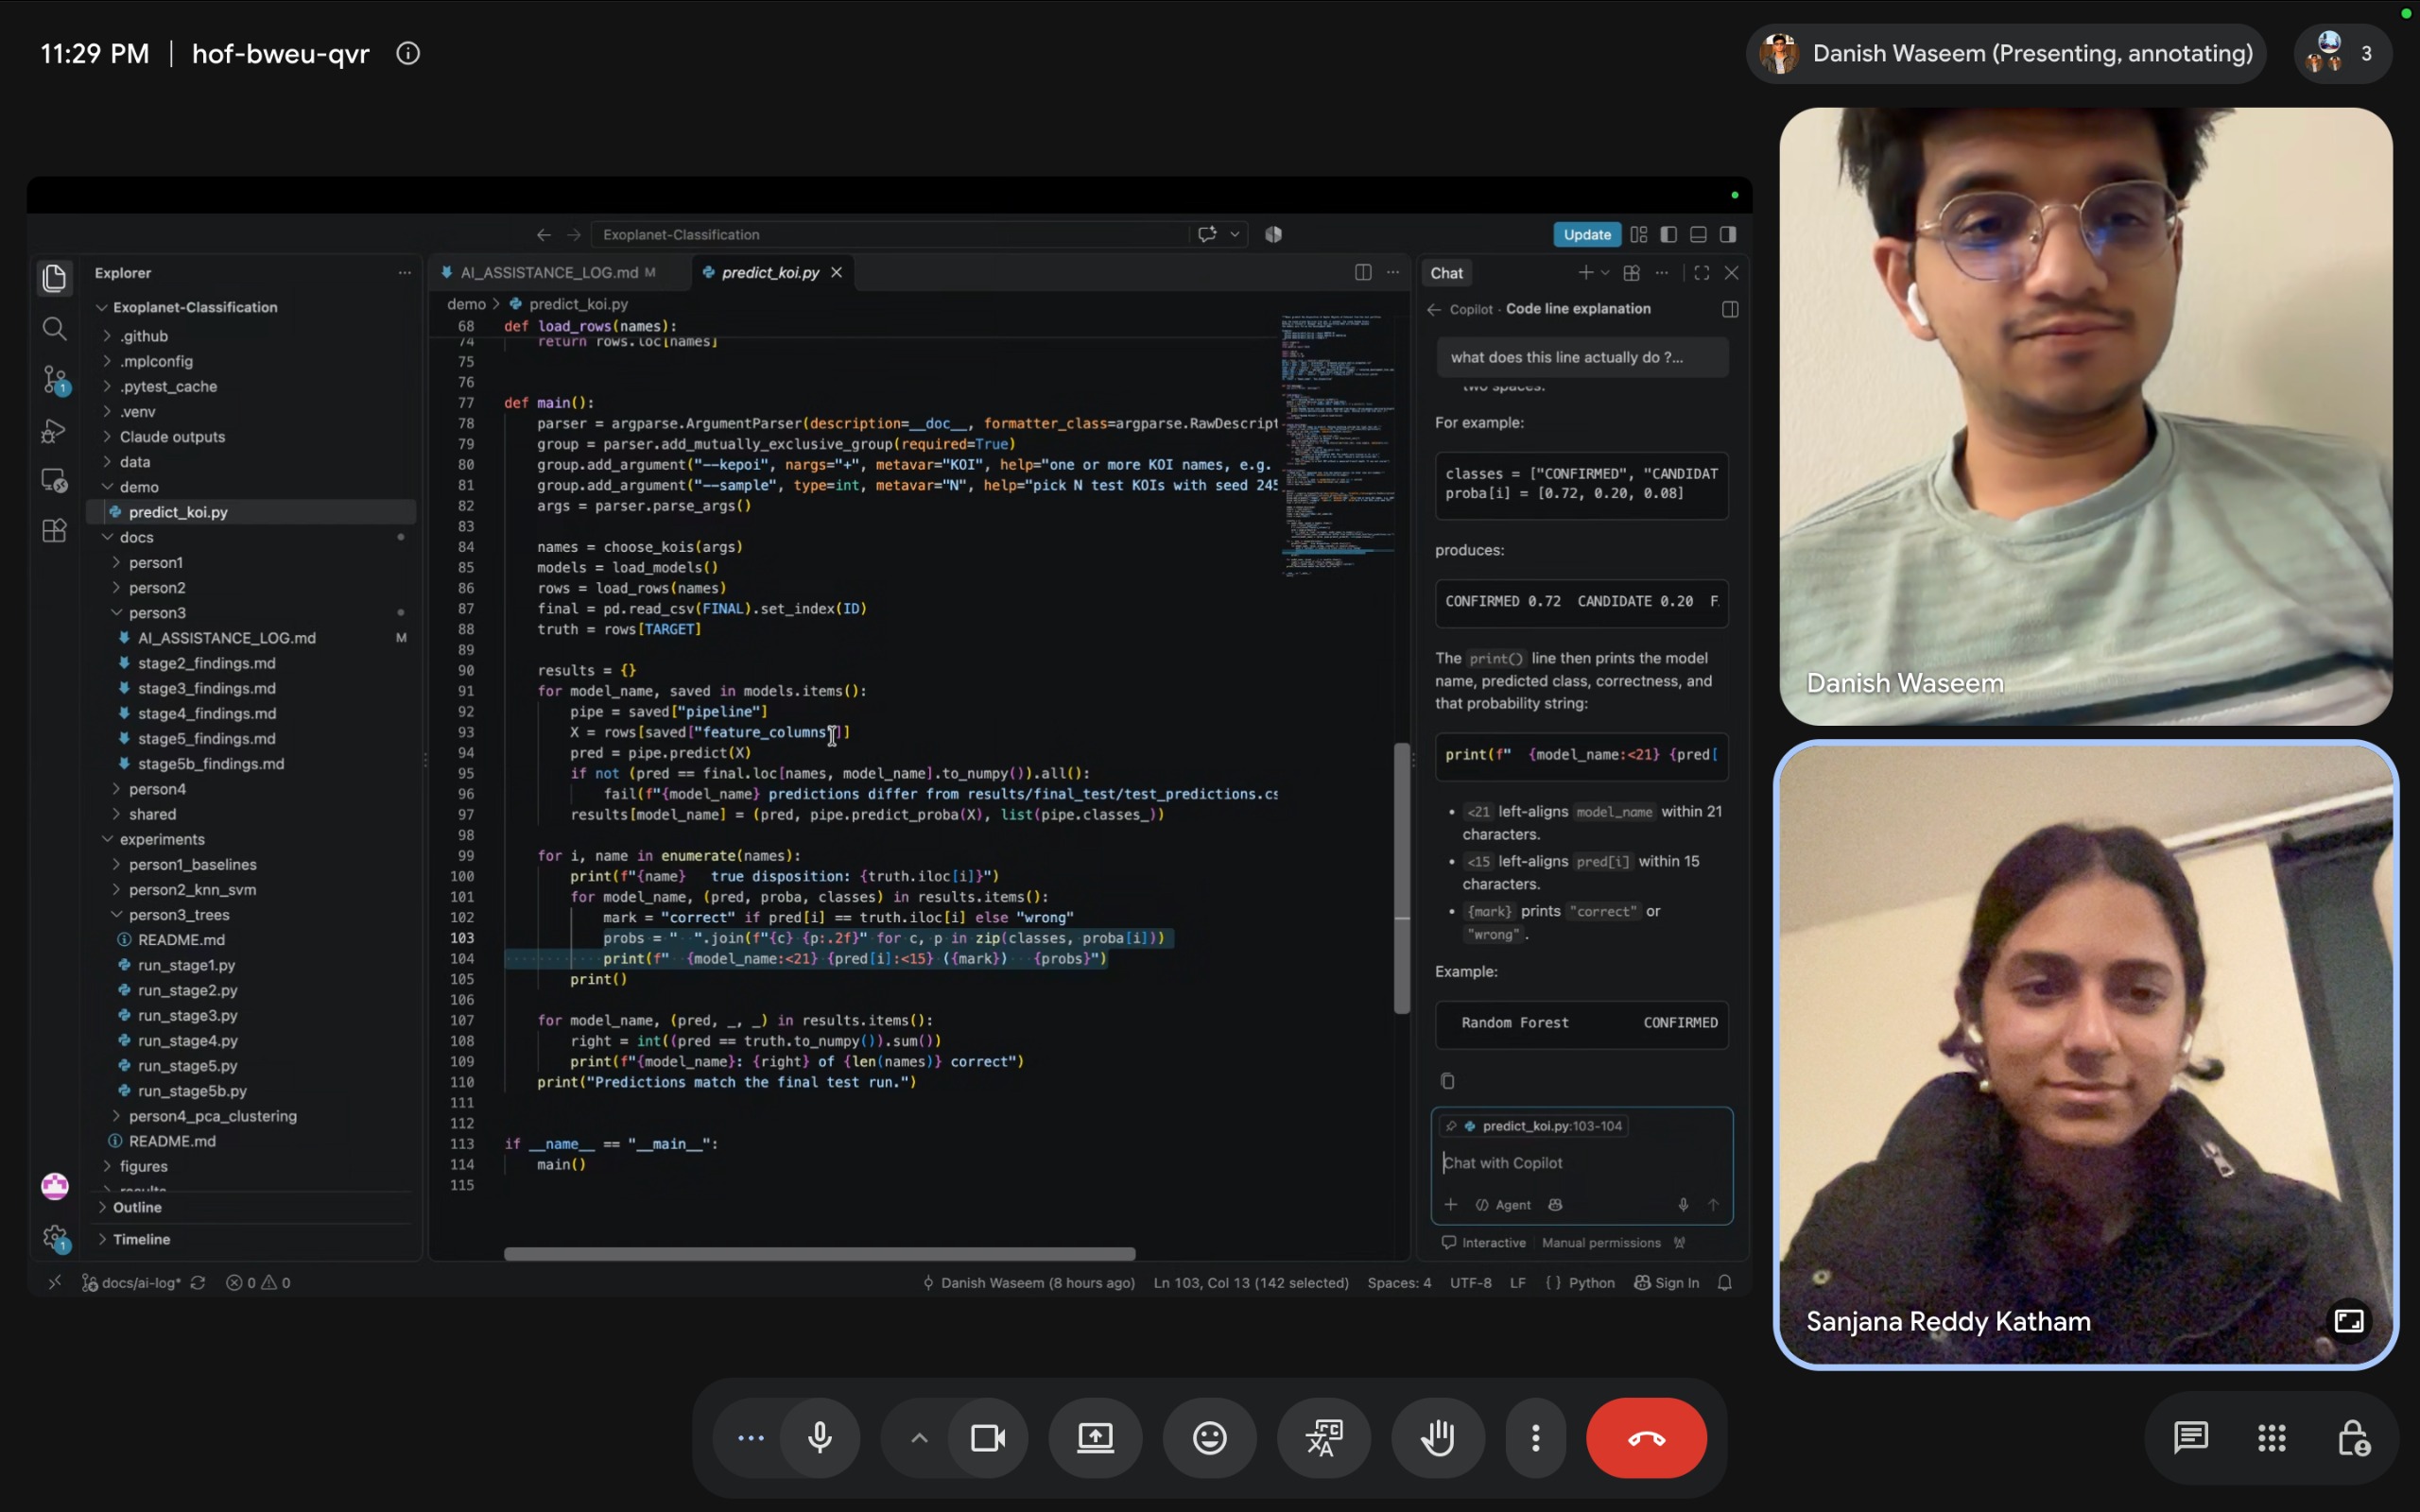 11:29 PM | hof-bweu-qvr
Danish Waseem (Presenting, annotating)
3
Exoplanet-Classification
Update
Explorer
Exoplanet-Classification
.github
.mplconfig
.pytest_cache
.venv
Claude outputs
data
demo
predict_koi.py
docs
person1
person2
person3
AI_ASSISTANCE_LOG.md M
stage2_findings.md
stage3_findings.md
stage4_findings.md
stage5_findings.md
stage5b_findings.md
person4
shared
experiments
person1_baselines
person2_knn_svm
person3_trees
README.md
run_stage1.py
run_stage2.py
run_stage3.py
run_stage4.py
run_stage5.py
run_stage5b.py
person4_pca_clustering
README.md
figures
results
Outline
Timeline
AI_ASSISTANCE_LOG.md M
predict_koi.py
demo > predict_koi.py
68 def load_rows(names):
74 return rows.loc[names]
75
76
77 def main():
78 parser = argparse.ArgumentParser(description=__doc__, formatter_class=argparse.RawDescript
79 group = parser.add_mutually_exclusive_group(required=True)
80 group.add_argument("--kepoi", nargs="+", metavar="KOI", help="one or more KOI names, e.g.
81 group.add_argument("--sample", type=int, metavar="N", help="pick N test KOIs with seed 245
82 args = parser.parse_args()
83
84 names = choose_kois(args)
85 models = load_models()
86 rows = load_rows(names)
87 final = pd.read_csv(FINAL).set_index(ID)
88 truth = rows[TARGET]
89
90 results = {}
91 for model_name, saved in models.items():
92 pipe = saved["pipeline"]
93 X = rows[saved["feature_columns"]]
94 pred = pipe.predict(X)
95 if not (pred == final.loc[names, model_name].to_numpy()).all():
96 fail(f"{model_name} predictions differ from results/final_test/test_predictions.cs
97 results[model_name] = (pred, pipe.predict_proba(X), list(pipe.classes_))
98
99 for i, name in enumerate(names):
100 print(f"{name}   true disposition: {truth.iloc[i]}")
101 for model_name, (pred, proba, classes) in results.items():
102 mark = "correct" if pred[i] == truth.iloc[i] else "wrong"
103 probs = "  ".join(f"{c} {p:.2f}" for c, p in zip(classes, proba[i]))
104 print(f"  {model_name:<21} {pred[i]:<15} ({mark})   {probs}")
105 print()
106
107 for model_name, (pred, _, _) in results.items():
108 right = int((pred == truth.to_numpy()).sum())
109 print(f"{model_name}: {right} of {len(names)} correct")
110 print("Predictions match the final test run.")
111
112
113 if __name__ == "__main__":
114 main()
115
Chat
Copilot · Code line explanation
what does this line actually do ?...
two spaces.
For example:
classes = ["CONFIRMED", "CANDIDAT
proba[i] = [0.72, 0.20, 0.08]
produces:
CONFIRMED 0.72  CANDIDATE 0.20  F
The print() line then prints the model
name, predicted class, correctness, and
that probability string:
print(f"  {model_name:<21} {pred[
• <21 left-aligns model_name within 21
characters.
• <15 left-aligns pred[i] within 15
characters.
• {mark} prints "correct" or
"wrong".
Example:
Random Forest CONFIRMED
predict_koi.py:103-104
Chat with Copilot
Agent
Interactive Manual permissions
1
1
docs/ai-log* 0 0
Danish Waseem (8 hours ago) Ln 103, Col 13 (142 selected) Spaces: 4 UTF-8 LF { } Python Sign In
Danish Waseem
Sanjana Reddy Katham